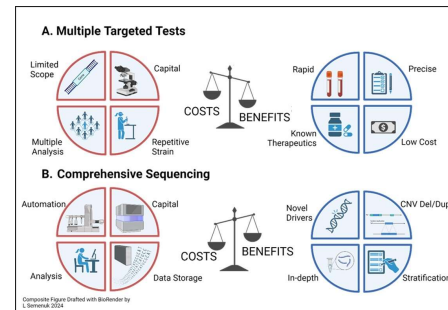 A. Multiple Targeted Tests
Limited
Scope
Capital
Multiple
Analysis
Repetitive
Strain
COSTS
BENEFITS
Rapid
Precise
Known
Therapeutics
Low Cost
B. Comprehensive Sequencing
Automation
Capital
Analysis
Data Storage
COSTS
BENEFITS
Novel
Drivers
CNV Del/Dup
In-depth
Stratification
Composite Figure Drafted with BioRender by
L Semenuk 2024